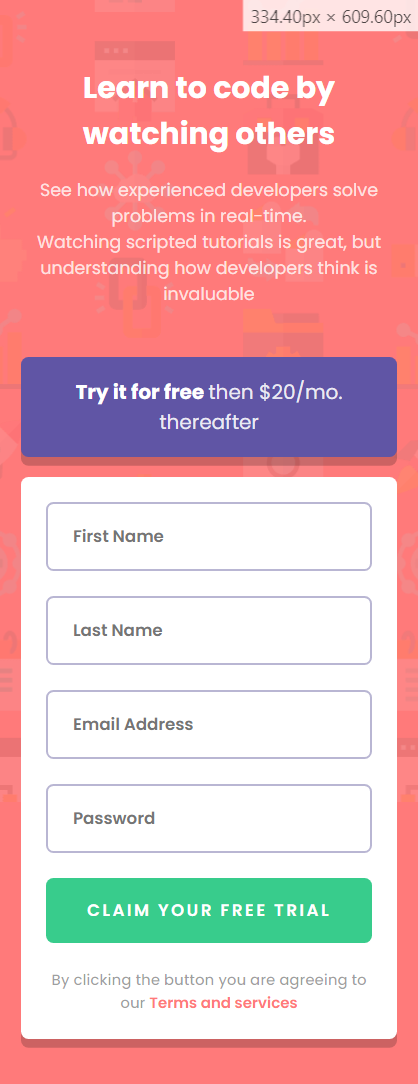 334.40px × 609.60px
Learn to code by
watching others
See how experienced developers solve
problems in real-time.
Watching scripted tutorials is great, but
understanding how developers think is
invaluable
Try it for free then $20/mo.
thereafter
First Name
Last Name
Email Address
Password
CLAIM YOUR FREE TRIAL
By clicking the button you are agreeing to
our Terms and services